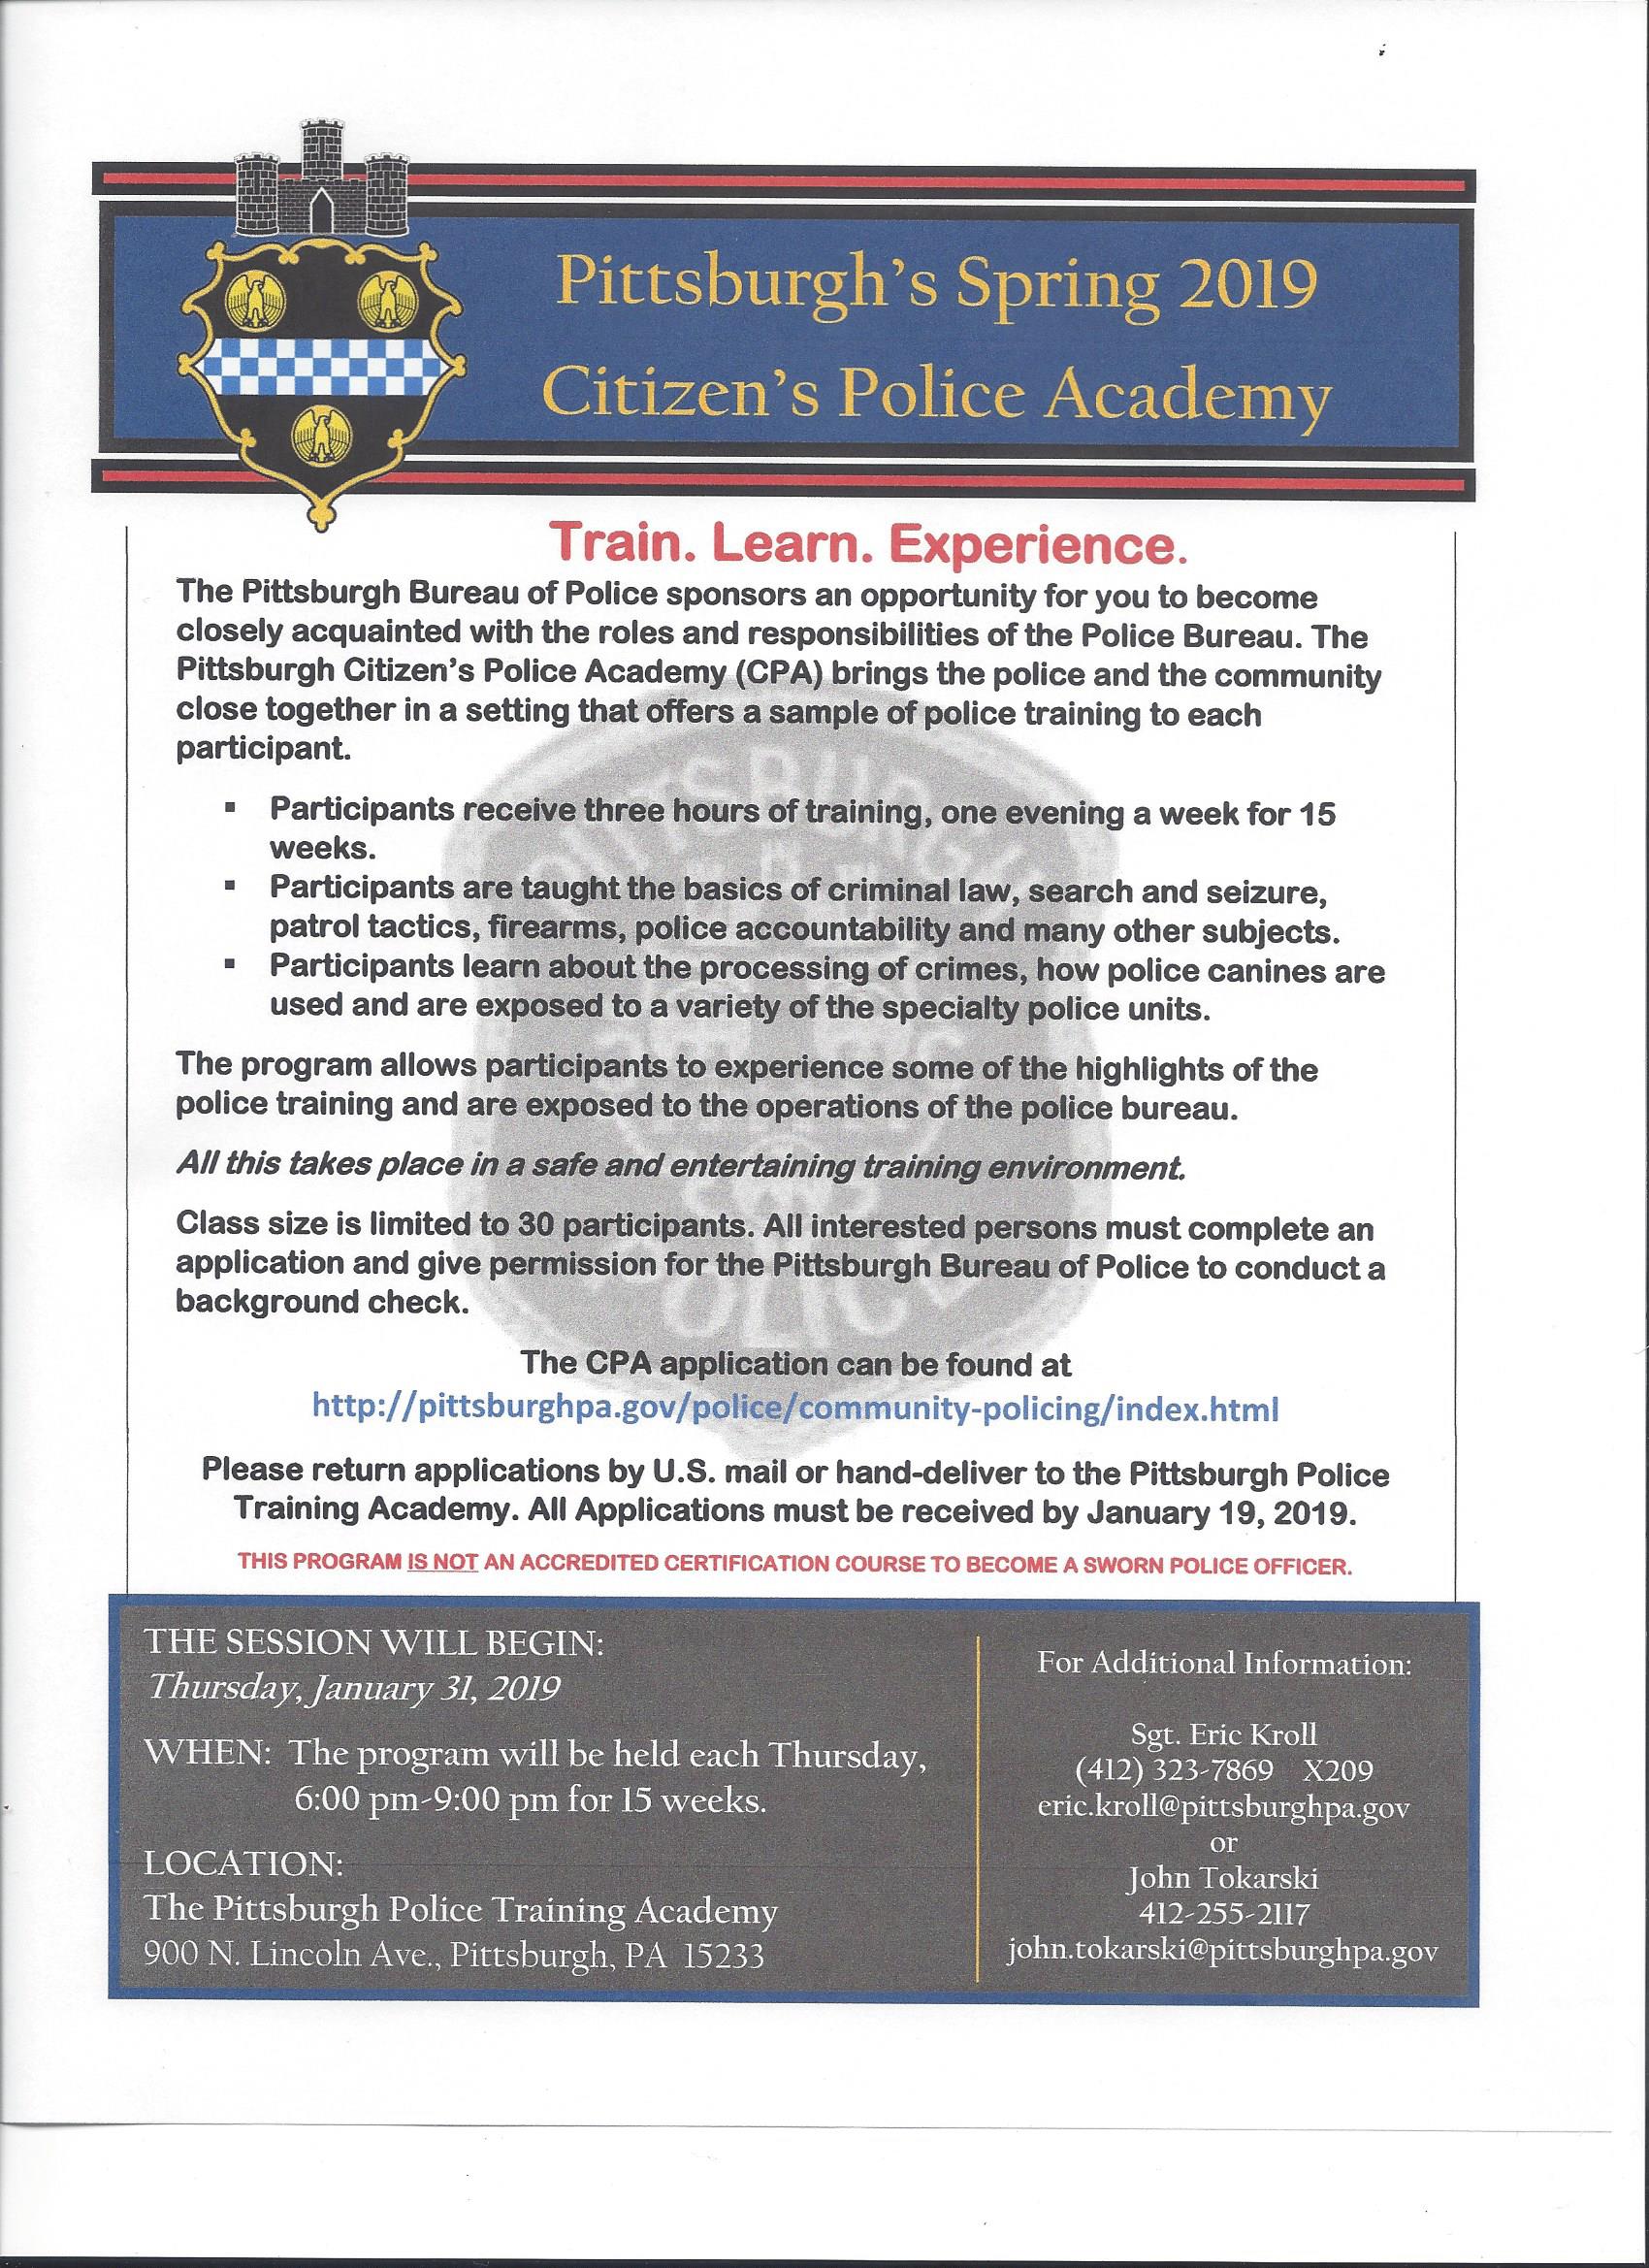 Pittsburgh's Spring 2019
Citizen's Police Academy
Train. Learn. Experience.
The Pittsburgh Bureau of Police sponsors an opportunity for you to become
closely acquainted with the roles and responsibilities of the Police Bureau. The
Pittsburgh Citizen's Police Academy (CPA) brings the police and the community
close together in a setting that offers a sample of police training to each
participant.
▪ Participants receive three hours of training, one evening a week for 15
weeks.
▪ Participants are taught the basics of criminal law, search and seizure,
patrol tactics, firearms, police accountability and many other subjects.
▪ Participants learn about the processing of crimes, how police canines are
used and are exposed to a variety of the specialty police units.
The program allows participants to experience some of the highlights of the
police training and are exposed to the operations of the police bureau.
All this takes place in a safe and entertaining training environment.
Class size is limited to 30 participants. All interested persons must complete an
application and give permission for the Pittsburgh Bureau of Police to conduct a
background check.
The CPA application can be found at
http://pittsburghpa.gov/police/community-policing/index.html
Please return applications by U.S. mail or hand-deliver to the Pittsburgh Police
Training Academy. All Applications must be received by January 19, 2019.
THIS PROGRAM IS NOT AN ACCREDITED CERTIFICATION COURSE TO BECOME A SWORN POLICE OFFICER.
THE SESSION WILL BEGIN:
Thursday, January 31, 2019
WHEN: The program will be held each Thursday,
6:00 pm-9:00 pm for 15 weeks.
LOCATION:
The Pittsburgh Police Training Academy
900 N. Lincoln Ave., Pittsburgh, PA 15233
For Additional Information:
Sgt. Eric Kroll
(412) 323-7869 X209
eric.kroll@pittsburghpa.gov
or
John Tokarski
412-255-2117
john.tokarski@pittsburghpa.gov
PITTSBURGH
POLICE